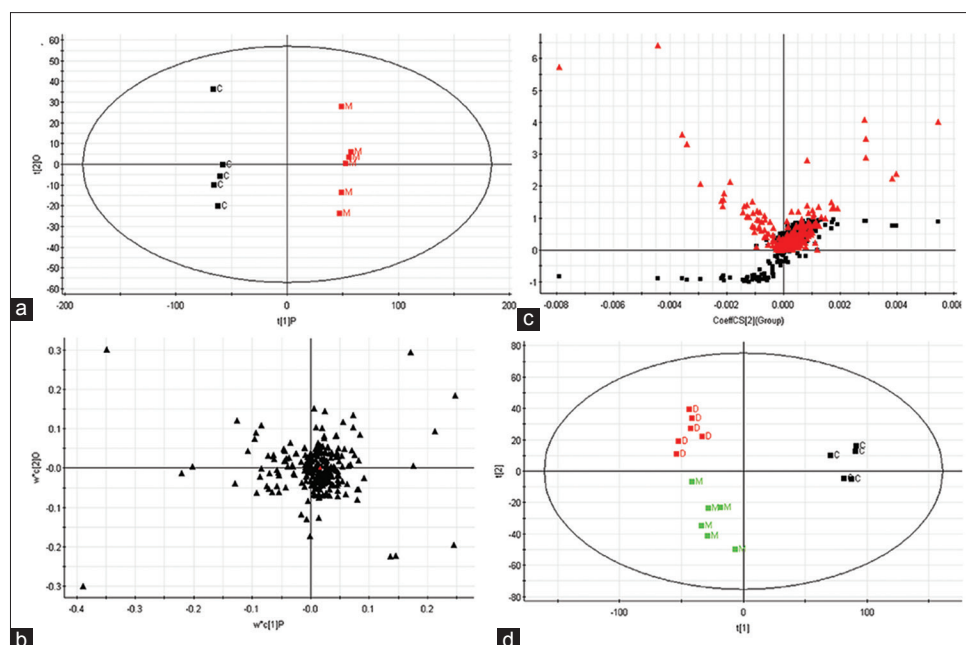 60
50
40
30
20
10
0
-10
-20
-30
-40
-50
-60
t[2]O
C
C
C
C
C
M
M
M
M
M
M
-200
-100
0
100
200
t[1]P
a
6
5
4
3
2
1
0
-1
-0.008
-0.006
-0.004
-0.002
0.000
0.002
0.004
0.006
CoeffCS[2](Group)
c
0.3
0.2
0.1
-0.0
-0.1
-0.2
-0.3
w*c[2]O
-0.4
-0.3
-0.2
-0.1
-0.0
0.1
0.2
w*c[1]P
b
80
60
40
20
0
-20
-40
-60
-80
t[2]
D
D
D
D
D
D
M
M
M
M
M
M
C
C
C
C
C
-100
0
100
t[1]
d